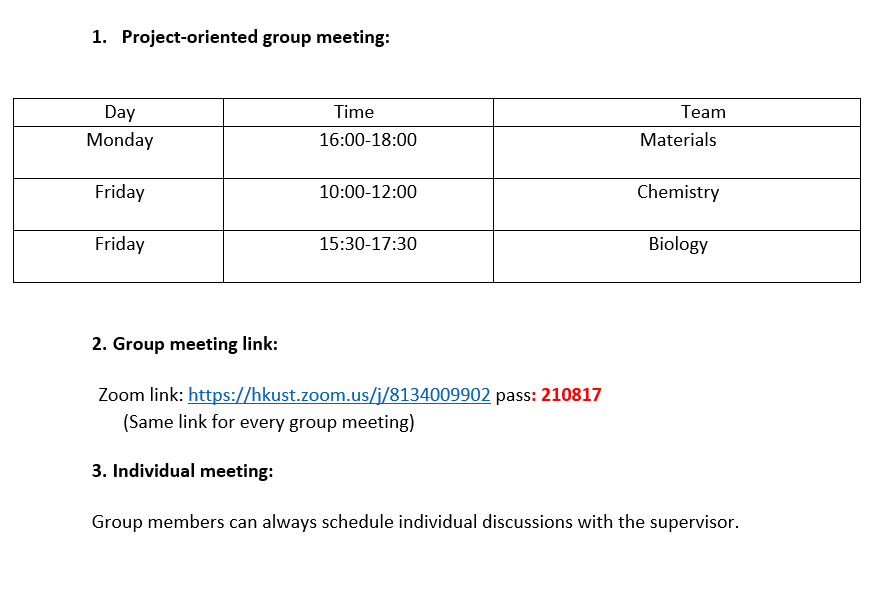 1. Project-oriented group meeting:
Day Time Team
Monday 16:00-18:00 Materials
Friday 10:00-12:00 Chemistry
Friday 15:30-17:30 Biology
2. Group meeting link:
Zoom link: https://hkust.zoom.us/j/8134009902 pass: 210817
(Same link for every group meeting)
3. Individual meeting:
Group members can always schedule individual discussions with the supervisor.